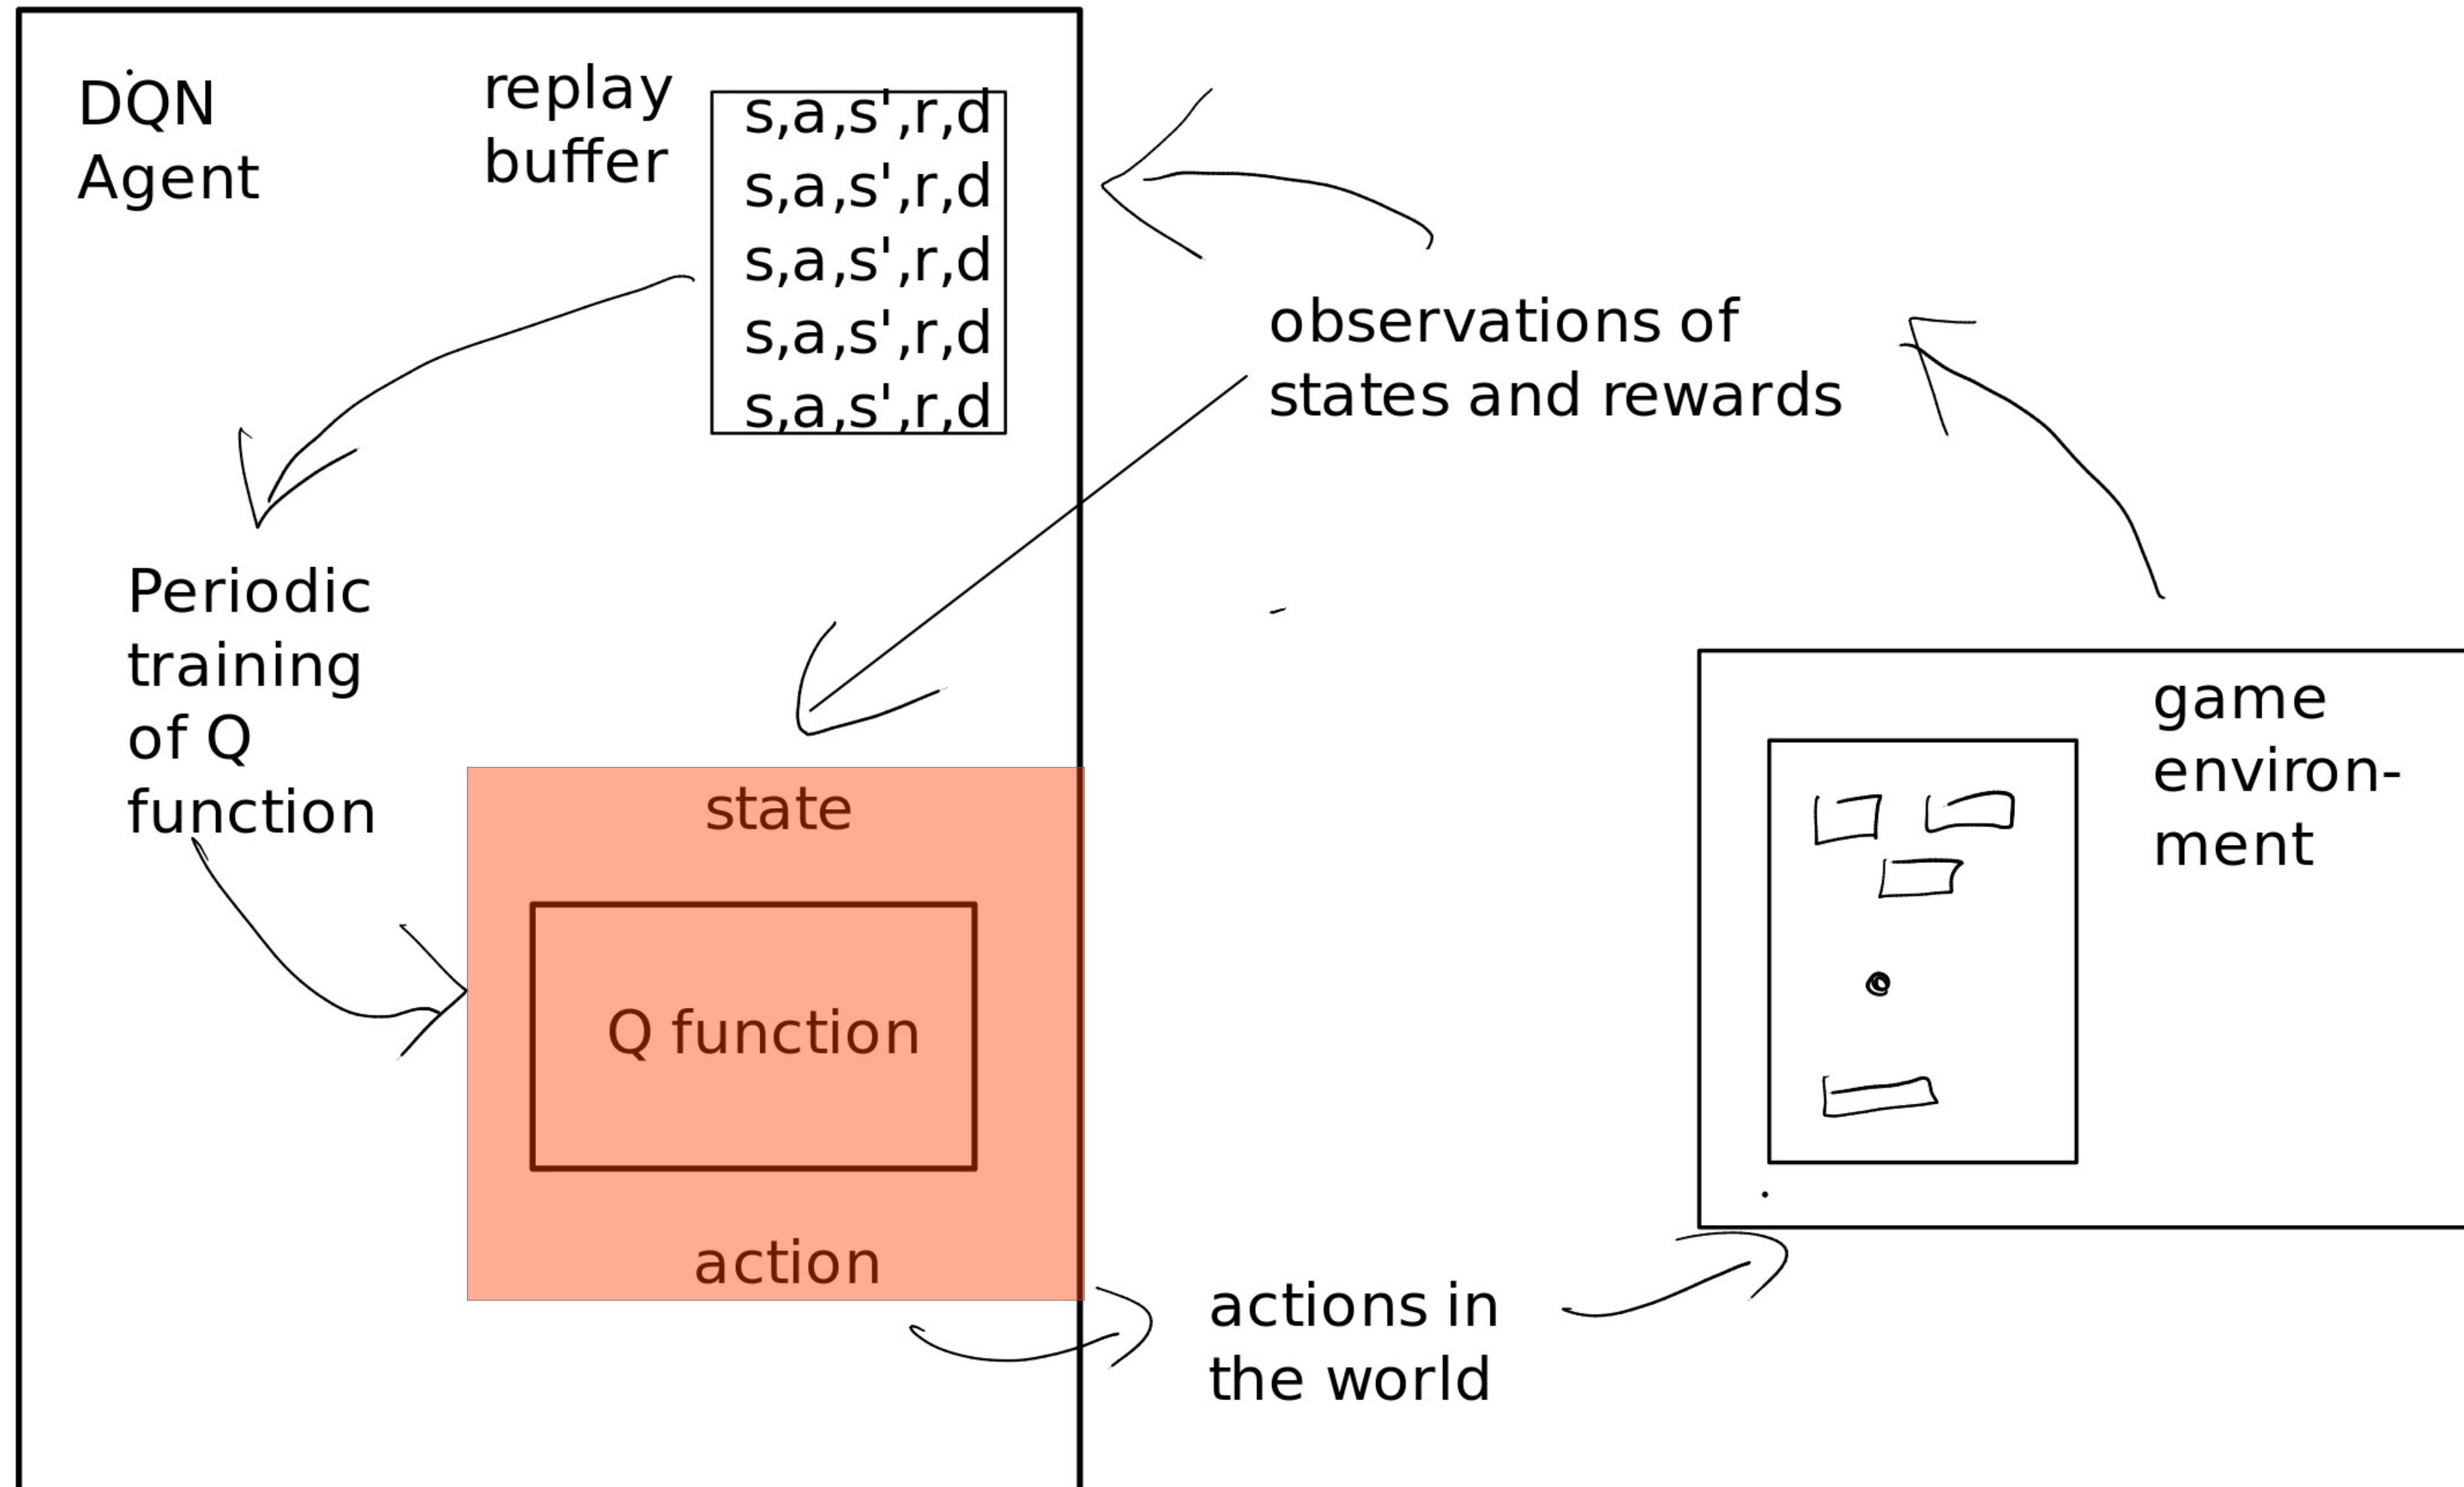 DQN
Agent
replay
buffer
s,a,s',r,d
s,a,s',r,d
s,a,s',r,d
s,a,s',r,d
s,a,s',r,d
observations of
states and rewards
Periodic
training
of Q
function
state
Q function
action
actions in
the world
game
environ-
ment